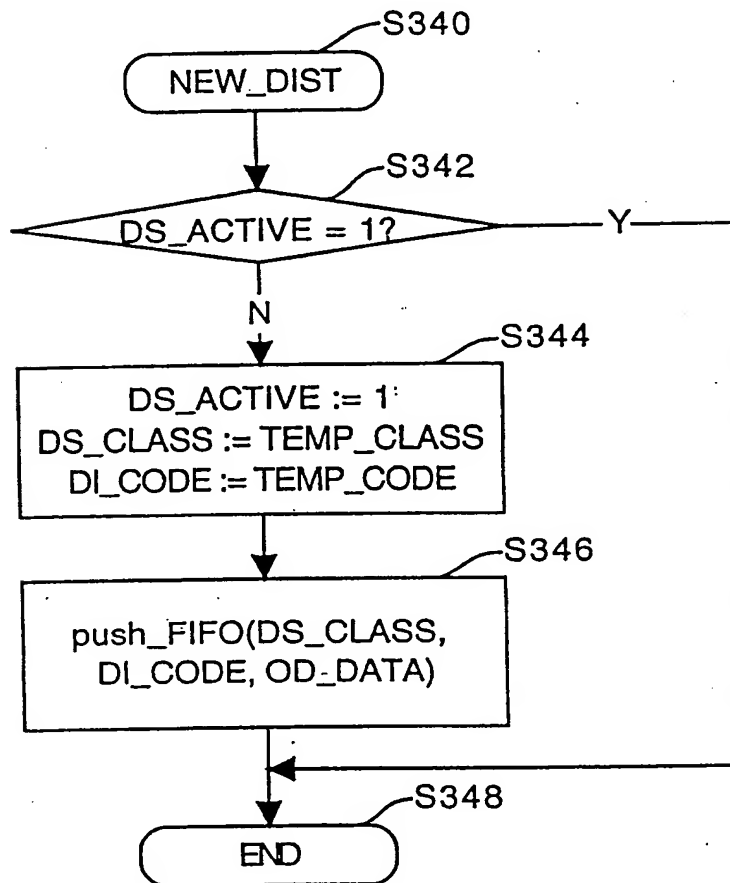 S340
NEW_DIST
S342
DS_ACTIVE = 1?
Y
N
S344
DS_ACTIVE := 1
DS_CLASS := TEMP_CLASS
DI_CODE := TEMP_CODE
S346
push_FIFO(DS_CLASS,
DI_CODE, OD_DATA)
S348
END